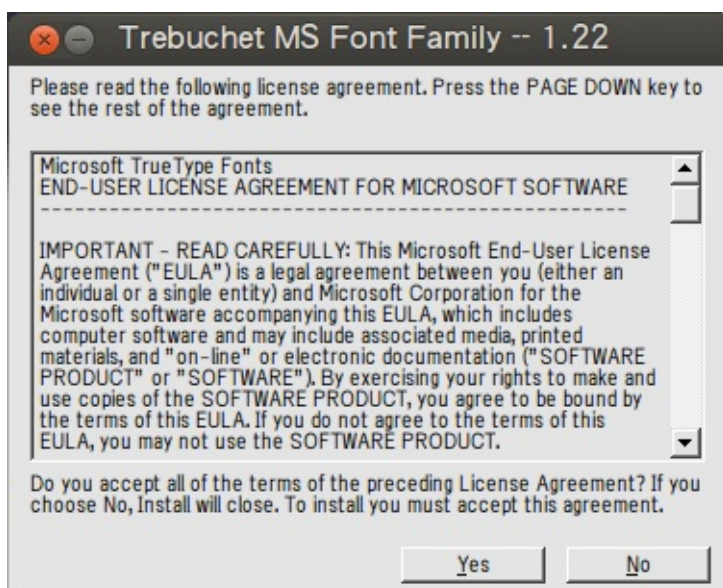 Trebuchet MS Font Family -- 1.22
Please read the following license agreement. Press the PAGE DOWN key to
see the rest of the agreement.
Microsoft TrueType Fonts
END-USER LICENSE AGREEMENT FOR MICROSOFT SOFTWARE
----------------------------------------------------
IMPORTANT - READ CAREFULLY: This Microsoft End-User License
Agreement ("EULA") is a legal agreement between you (either an
individual or a single entity) and Microsoft Corporation for the
Microsoft software accompanying this EULA, which includes
computer software and may include associated media, printed
materials, and "on-line" or electronic documentation ("SOFTWARE
PRODUCT" or "SOFTWARE"). By exercising your rights to make and
use copies of the SOFTWARE PRODUCT, you agree to be bound by
the terms of this EULA. If you do not agree to the terms of this
EULA, you may not use the SOFTWARE PRODUCT.
Do you accept all of the terms of the preceding License Agreement? If you
choose No, Install will close. To install you must accept this agreement.
Yes No